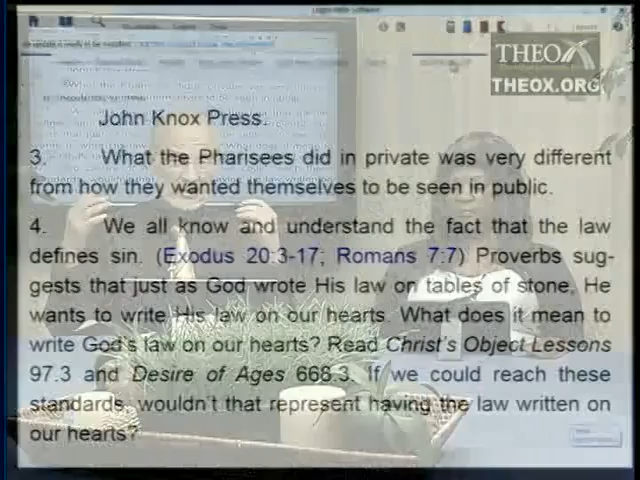 THEOX
THEOX.ORG
John Knox Press.
3. What the Pharisees did in private was very different
from how they wanted themselves to be seen in public.
4. We all know and understand the fact that the law
defines sin. (Exodus 20:3-17; Romans 7:7) Proverbs sug-
gests that just as God wrote His law on tables of stone, He
wants to write His law on our hearts. What does it mean to
write God's law on our hearts? Read Christ's Object Lessons
97.3 and Desire of Ages 668.3. If we could reach these
standards, wouldn't that represent having the law written on
our hearts?